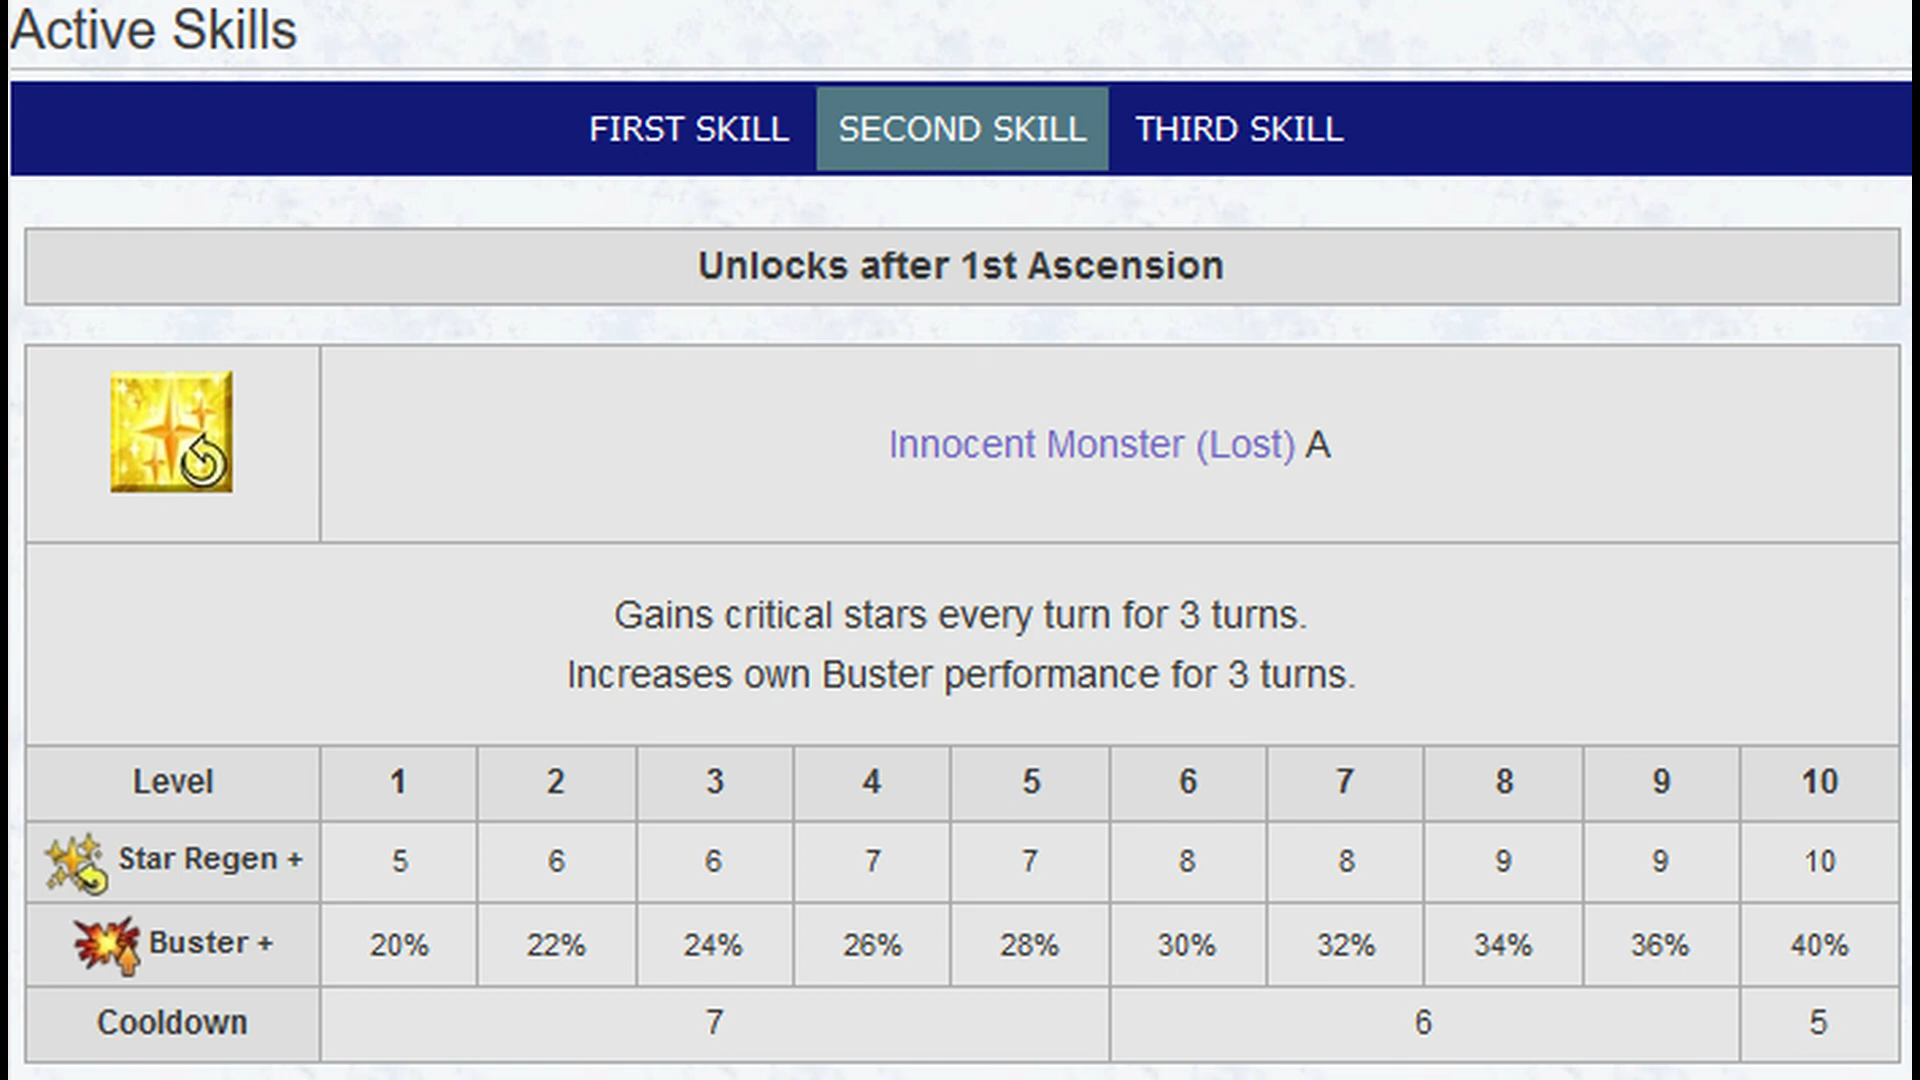 Active Skills
FIRST SKILL SECOND SKILL THIRD SKILL
Unlocks after 1st Ascension
Innocent Monster (Lost) A
Gains critical stars every turn for 3 turns.
Increases own Buster performance for 3 turns.
Level 1 2 3 4 5 6 7 8 9 10
Star Regen + 5 6 6 7 7 8 8 9 9 10
Buster + 20% 22% 24% 26% 28% 30% 32% 34% 36% 40%
Cooldown 7 6 5